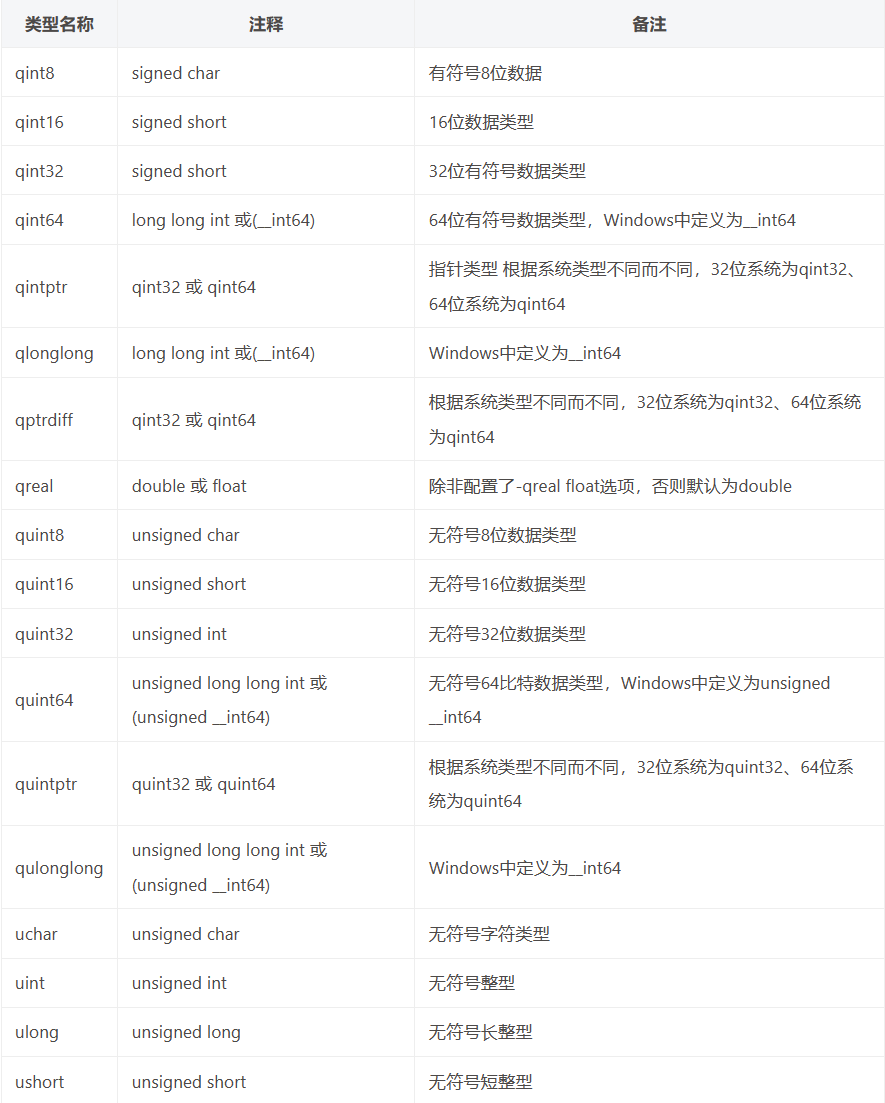 类型名称 注释 备注
qint8 signed char 有符号8位数据
qint16 signed short 16位数据类型
qint32 signed short 32位有符号数据类型
qint64 long long int 或(__int64) 64位有符号数据类型，Windows中定义为__int64
qintptr qint32 或 qint64 指针类型 根据系统类型不同而不同，32位系统为qint32、
64位系统为qint64
qlonglong long long int 或(__int64) Windows中定义为__int64
qptrdiff qint32 或 qint64 根据系统类型不同而不同，32位系统为qint32、64位系统
为qint64
qreal double 或 float 除非配置了-qreal float选项，否则默认为double
quint8 unsigned char 无符号8位数据类型
quint16 unsigned short 无符号16位数据类型
quint32 unsigned int 无符号32位数据类型
quint64 unsigned long long int 或
(unsigned __int64) 无符号64比特数据类型，Windows中定义为unsigned
__int64
quintptr quint32 或 quint64 根据系统类型不同而不同，32位系统为quint32、64位系
统为quint64
qulonglong unsigned long long int 或
(unsigned __int64) Windows中定义为__int64
uchar unsigned char 无符号字符类型
uint unsigned int 无符号整型
ulong unsigned long 无符号长整型
ushort unsigned short 无符号短整型